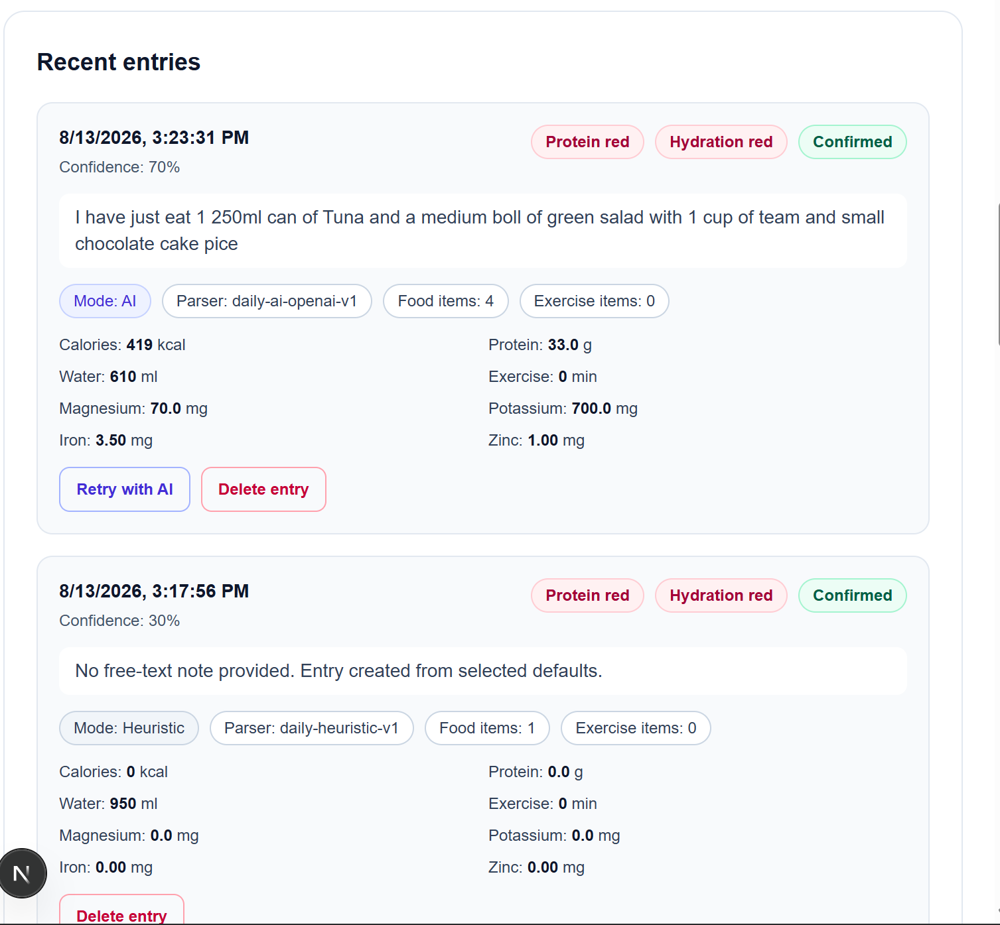 Recent entries
8/13/2026, 3:23:31 PM
Protein red
Hydration red
Confirmed
Confidence: 70%
I have just eat 1 250ml can of Tuna and a medium boll of green salad with 1 cup of team and small
chocolate cake pice
Mode: AI
Parser: daily-ai-openai-v1
Food items: 4
Exercise items: 0
Calories: 419 kcal
Protein: 33.0 g
Water: 610 ml
Exercise: 0 min
Magnesium: 70.0 mg
Potassium: 700.0 mg
Iron: 3.50 mg
Zinc: 1.00 mg
Retry with AI
Delete entry
8/13/2026, 3:17:56 PM
Protein red
Hydration red
Confirmed
Confidence: 30%
No free-text note provided. Entry created from selected defaults.
Mode: Heuristic
Parser: daily-heuristic-v1
Food items: 1
Exercise items: 0
Calories: 0 kcal
Protein: 0.0 g
Water: 950 ml
Exercise: 0 min
Magnesium: 0.0 mg
Potassium: 0.0 mg
Iron: 0.00 mg
Zinc: 0.00 mg
N
Delete entry